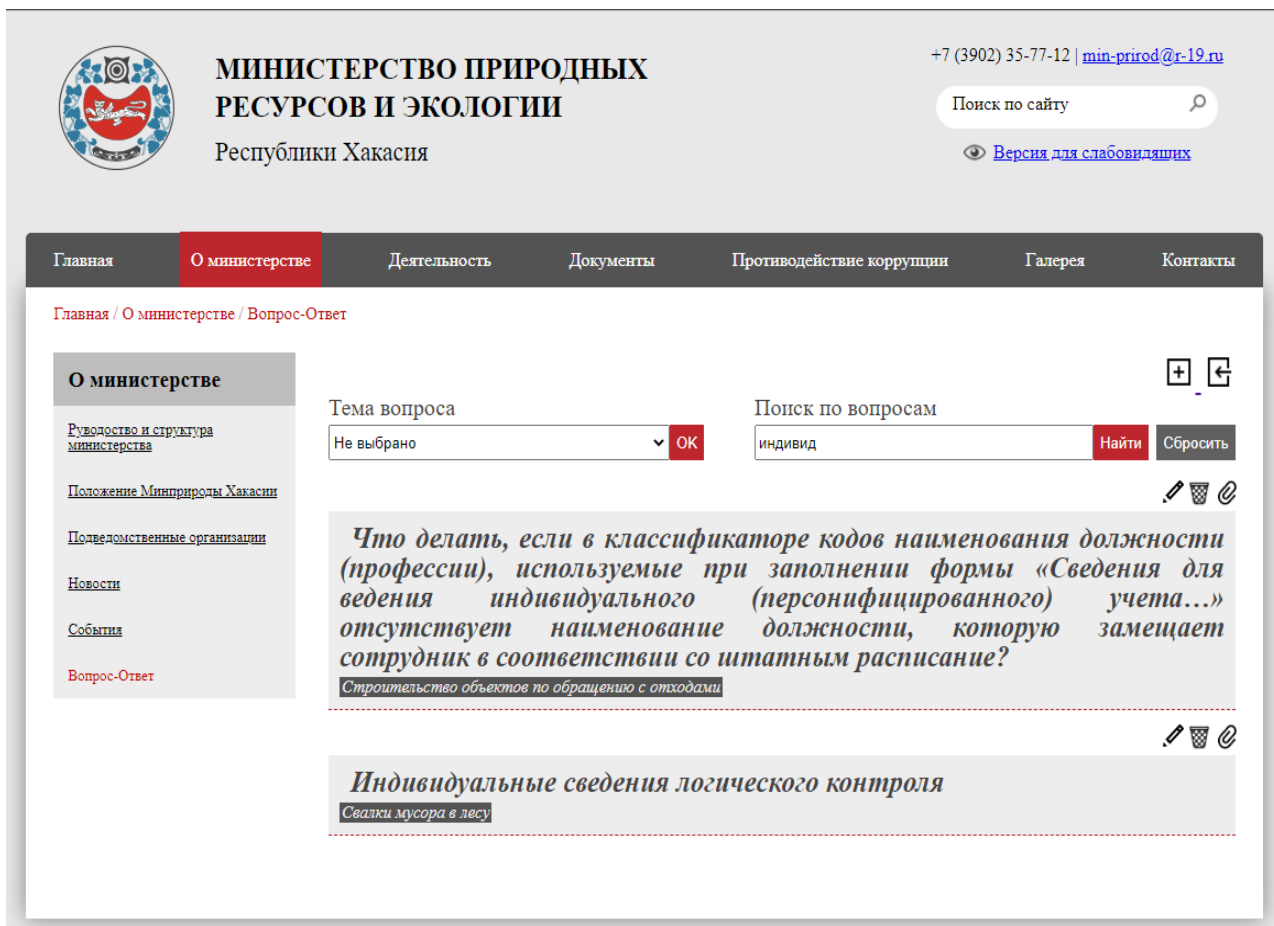 МИНИСТЕРСТВО ПРИРОДНЫХ
РЕСУРСОВ И ЭКОЛОГИИ
Республики Хакасия
+7 (3902) 35-77-12 | min-prirod@r-19.ru
Поиск по сайту
Версия для слабовидящих
Главная О министерстве Деятельность Документы Противодействие коррупции Галерея Контакты
Главная / О министерстве / Вопрос-Ответ
О министерстве
Руводоство и структура
министерства
Положение Минприроды Хакасии
Подведомственные организации
Новости
События
Вопрос-Ответ
Тема вопроса
Не выбрано OK
Поиск по вопросам
индивид Найти Сбросить
Что делать, если в классификаторе кодов наименования должности
(профессии), используемые при заполнении формы «Сведения для
ведения индивидуального (персонифицированного) учета…»
отсутствует наименование должности, которую замещает
сотрудник в соответствии со штатным расписание?
Строительство объектов по обращению с отходами
Индивидуальные сведения логического контроля
Свалки мусора в лесу